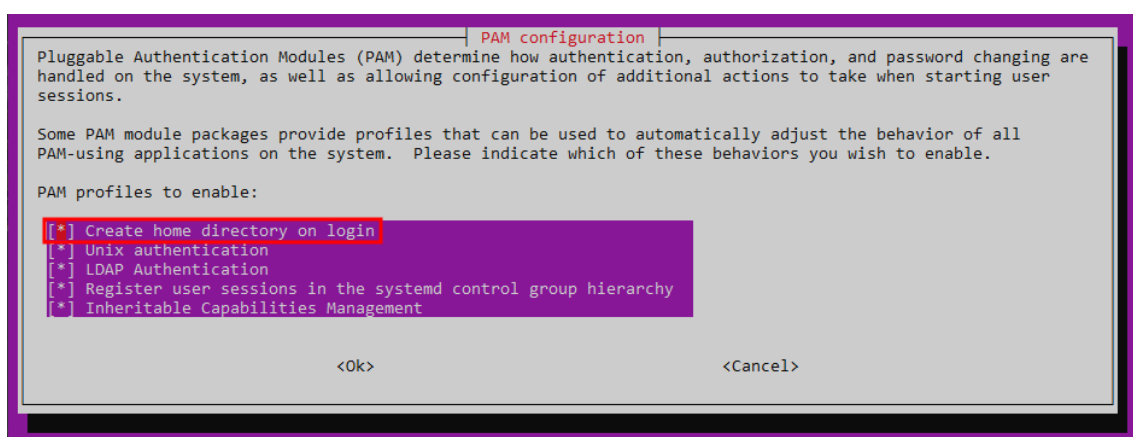 PAM configuration
Pluggable Authentication Modules (PAM) determine how authentication, authorization, and password changing are
handled on the system, as well as allowing configuration of additional actions to take when starting user
sessions.
Some PAM module packages provide profiles that can be used to automatically adjust the behavior of all
PAM-using applications on the system.  Please indicate which of these behaviors you wish to enable.
PAM profiles to enable:
[*] Create home directory on login
[*] Unix authentication
[*] LDAP Authentication
[*] Register user sessions in the systemd control group hierarchy
[*] Inheritable Capabilities Management
<Ok> <Cancel>